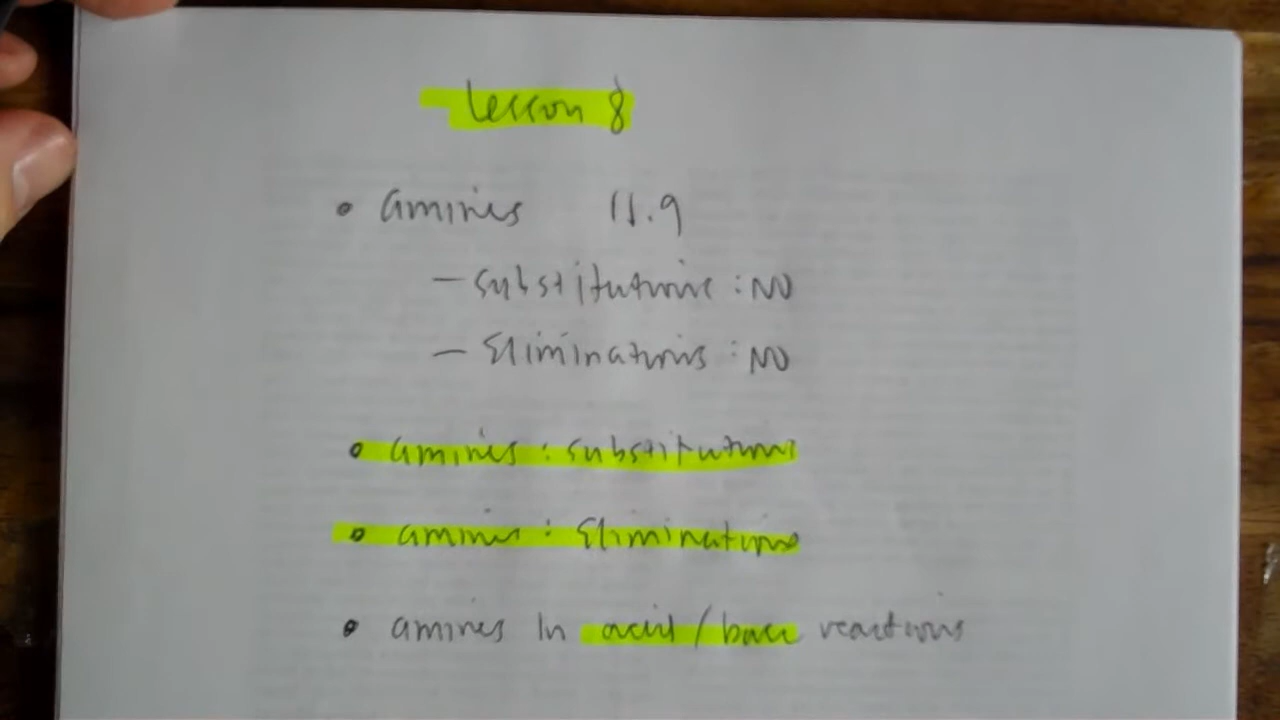 Lesson 8
• amines 11.9
— substitutions : NO
— Eliminations : NO
• amines : substitutions
• amines : Eliminations
• amines in acid / base reactions